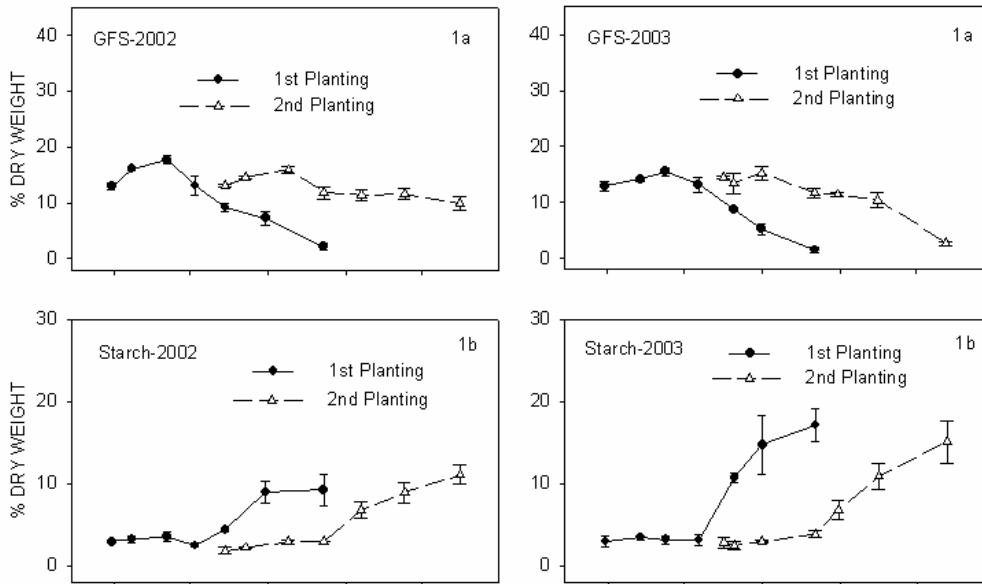 GFS-2002 1a
1st Planting
2nd Planting
% DRY WEIGHT
40
30
20
10
0
GFS-2003 1a
1st Planting
2nd Planting
40
30
20
10
0
Starch-2002 1b
1st Planting
2nd Planting
% DRY WEIGHT
30
20
10
0
Starch-2003 1b
1st Planting
2nd Planting
30
20
10
0